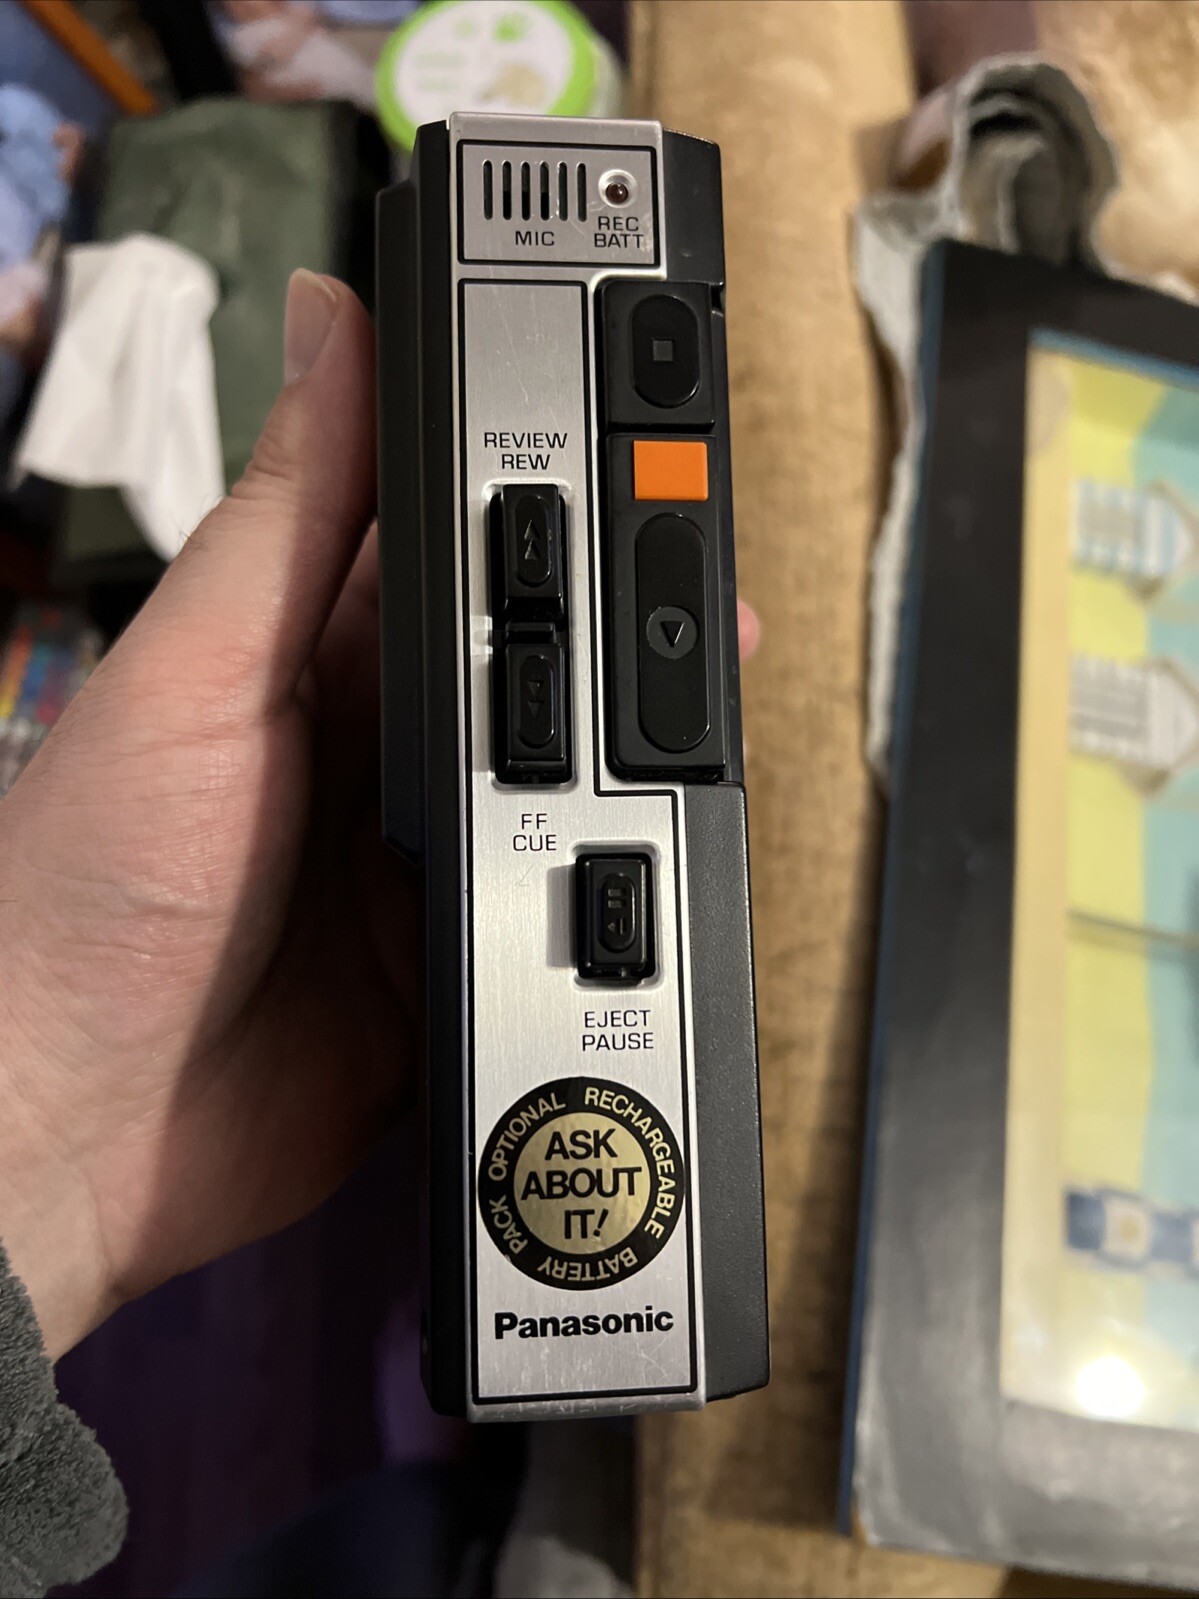 MIC
REC
BATT
REVIEW
REW
FF
CUE
EJECT
PAUSE
OPTIONAL RECHARGEABLE BATTERY PACK
ASK
ABOUT
IT!
Panasonic